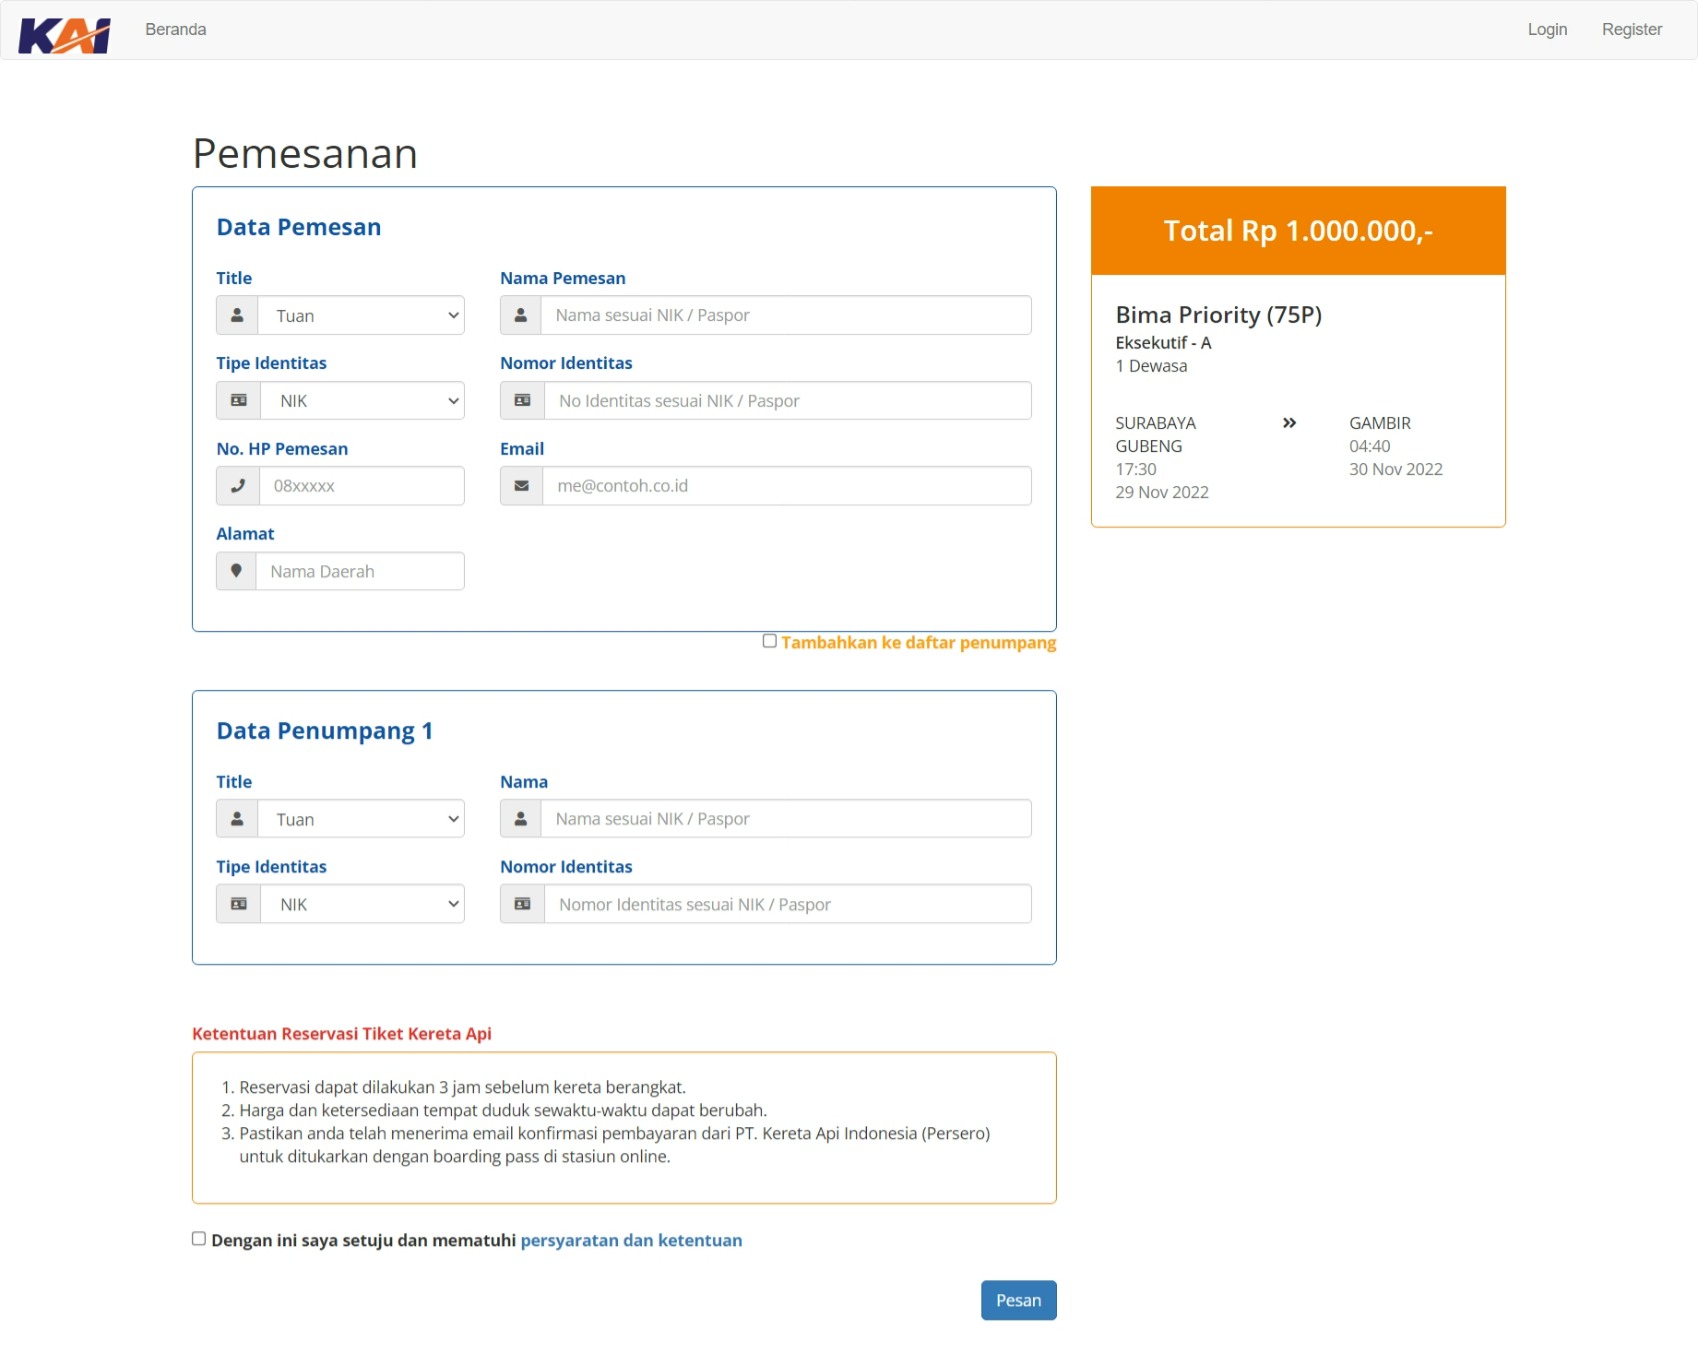 KAI
Beranda
Login
Register
Pemesanan
Data Pemesan
Title
Nama Pemesan
Tuan
Nama sesuai NIK / Paspor
Tipe Identitas
Nomor Identitas
NIK
No Identitas sesuai NIK / Paspor
No. HP Pemesan
Email
08xxxxx
me@contoh.co.id
Alamat
Nama Daerah
Tambahkan ke daftar penumpang
Total Rp 1.000.000,-
Bima Priority (75P)
Eksekutif - A
1 Dewasa
SURABAYA
GUBENG
17:30
29 Nov 2022
»
GAMBIR
04:40
30 Nov 2022
Data Penumpang 1
Title
Nama
Tuan
Nama sesuai NIK / Paspor
Tipe Identitas
Nomor Identitas
NIK
Nomor Identitas sesuai NIK / Paspor
Ketentuan Reservasi Tiket Kereta Api
1. Reservasi dapat dilakukan 3 jam sebelum kereta berangkat.
2. Harga dan ketersediaan tempat duduk sewaktu-waktu dapat berubah.
3. Pastikan anda telah menerima email konfirmasi pembayaran dari PT. Kereta Api Indonesia (Persero)
untuk ditukarkan dengan boarding pass di stasiun online.
Dengan ini saya setuju dan mematuhi persyaratan dan ketentuan
Pesan